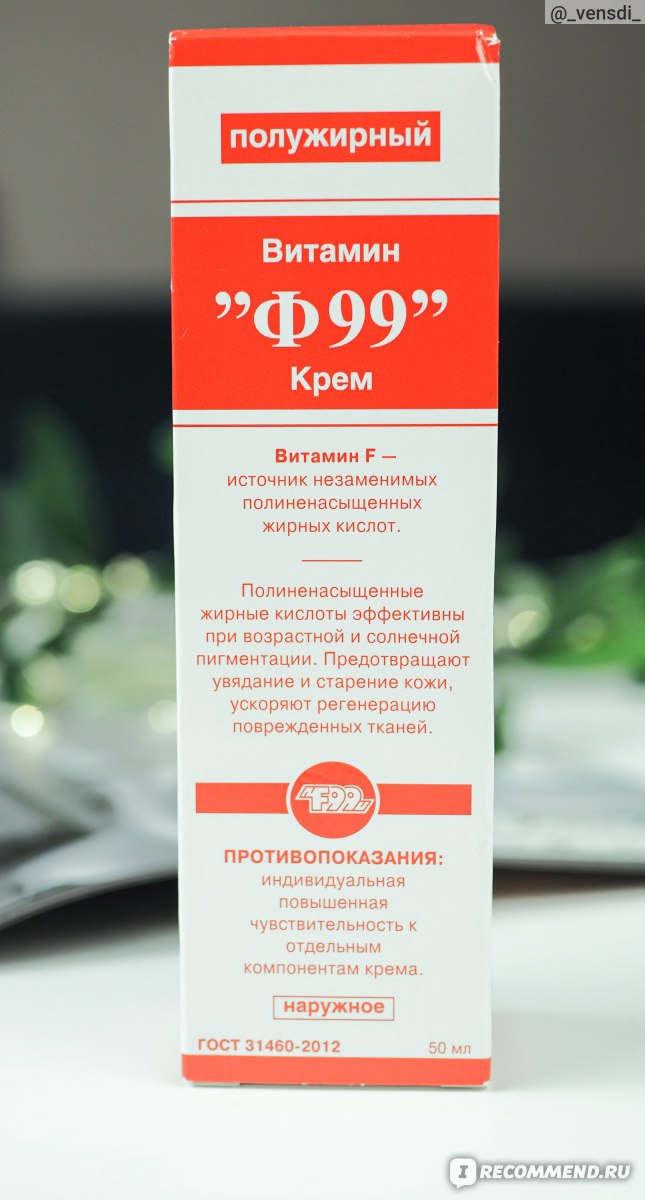 @_vensdi_
полужирный
Витамин
”Ф99”
Крем
Витамин F —
источник незаменимых
полиненасыщенных
жирных кислот.
Полиненасыщенные
жирные кислоты эффективны
при возрастной и солнечной
пигментации. Предотвращают
увядание и старение кожи,
ускоряют регенерацию
поврежденных тканей.
"F99"
ПРОТИВОПОКАЗАНИЯ:
индивидуальная
повышенная
чувствительность к
отдельным
компонентам крема.
наружное
ГОСТ 31460-2012 50 мл
IRECOMMEND.RU